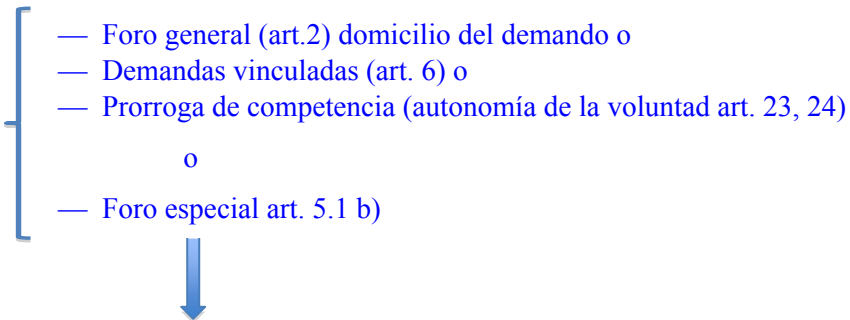 — Foro general (art.2) domicilio del demando o
— Demandas vinculadas (art. 6) o
— Prorroga de competencia (autonomía de la voluntad art. 23, 24)
o
— Foro especial art. 5.1 b)